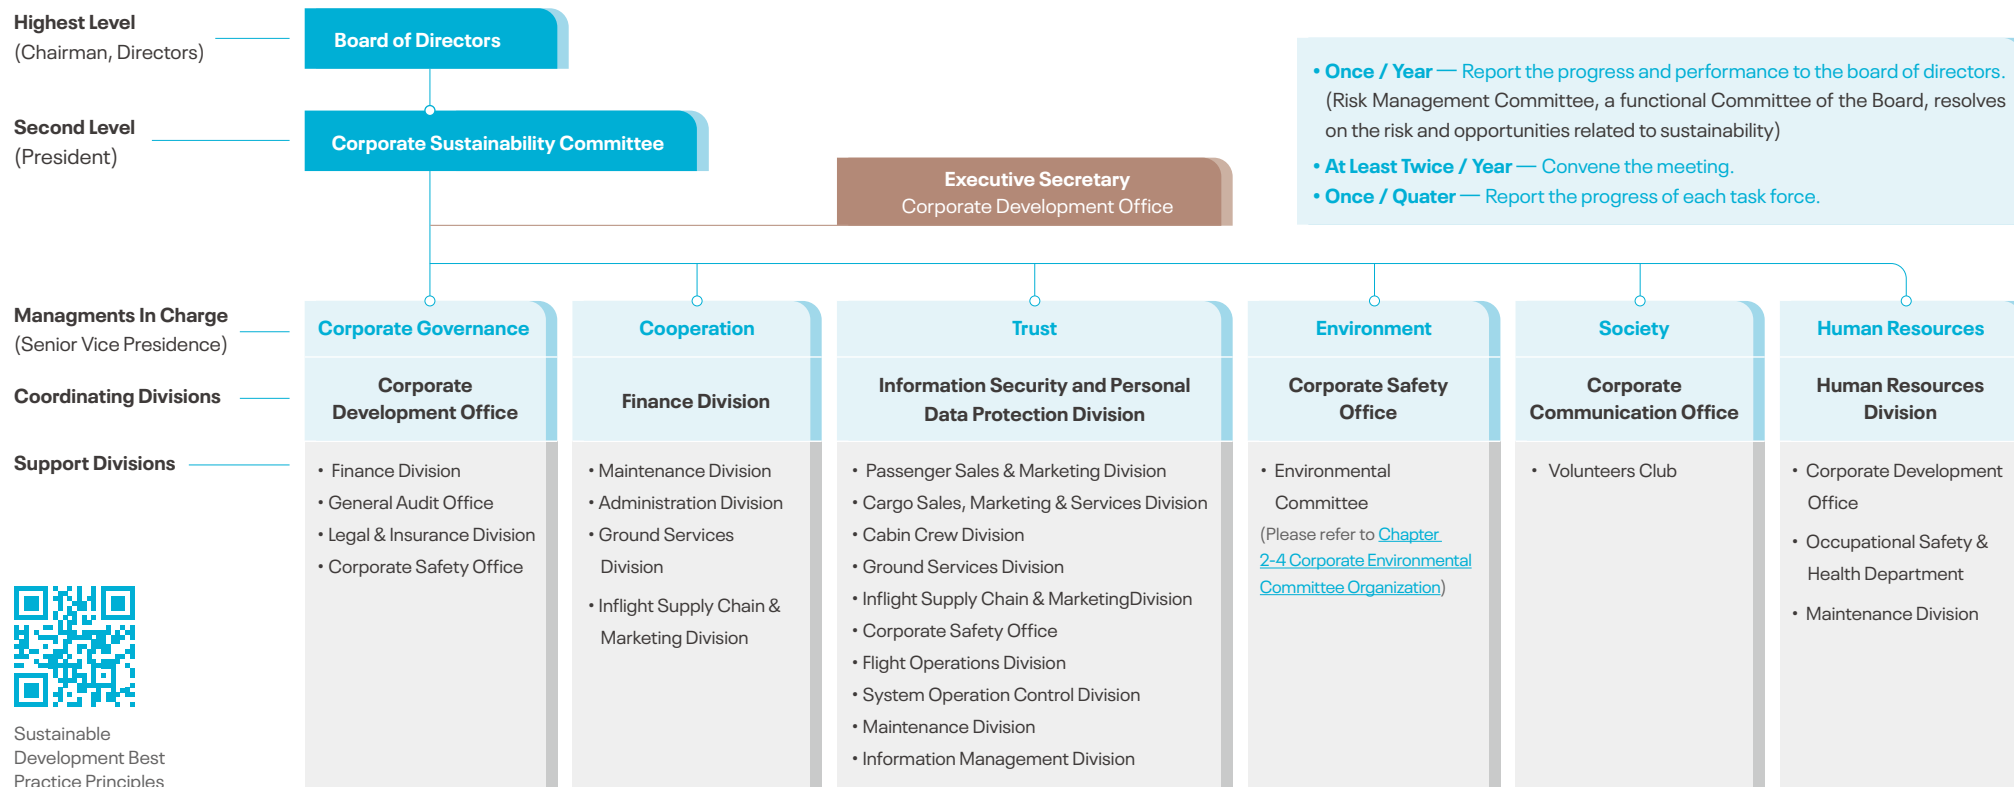 Highest Level
(Chairman, Directors)
Board of Directors
• Once / Year — Report the progress and performance to the board of directors.
(Risk Management Committee, a functional Committee of the Board, resolves
on the risk and opportunities related to sustainability)
• At Least Twice / Year — Convene the meeting.
• Once / Quater — Report the progress of each task force.
Second Level
(President)
Corporate Sustainability Committee
Executive Secretary
Corporate Development Office
Managments In Charge
(Senior Vice Presidence)
Coordinating Divisions
Support Divisions
Corporate Governance
Corporate
Development Office
• Finance Division
• General Audit Office
• Legal & Insurance Division
• Corporate Safety Office
Cooperation
Finance Division
• Maintenance Division
• Administration Division
• Ground Services
Division
• Inflight Supply Chain &
Marketing Division
Trust
Information Security and Personal
Data Protection Division
• Passenger Sales & Marketing Division
• Cargo Sales, Marketing & Services Division
• Cabin Crew Division
• Ground Services Division
• Inflight Supply Chain & MarketingDivision
• Corporate Safety Office
• Flight Operations Division
• System Operation Control Division
• Maintenance Division
• Information Management Division
Environment
Corporate Safety
Office
• Environmental
Committee
(Please refer to Chapter
2-4 Corporate Environmental
Committee Organization)
Society
Corporate
Communication Office
• Volunteers Club
Human Resources
Human Resources
Division
• Corporate Development
Office
• Occupational Safety &
Health Department
• Maintenance Division
Sustainable
Development Best
Practice Principles